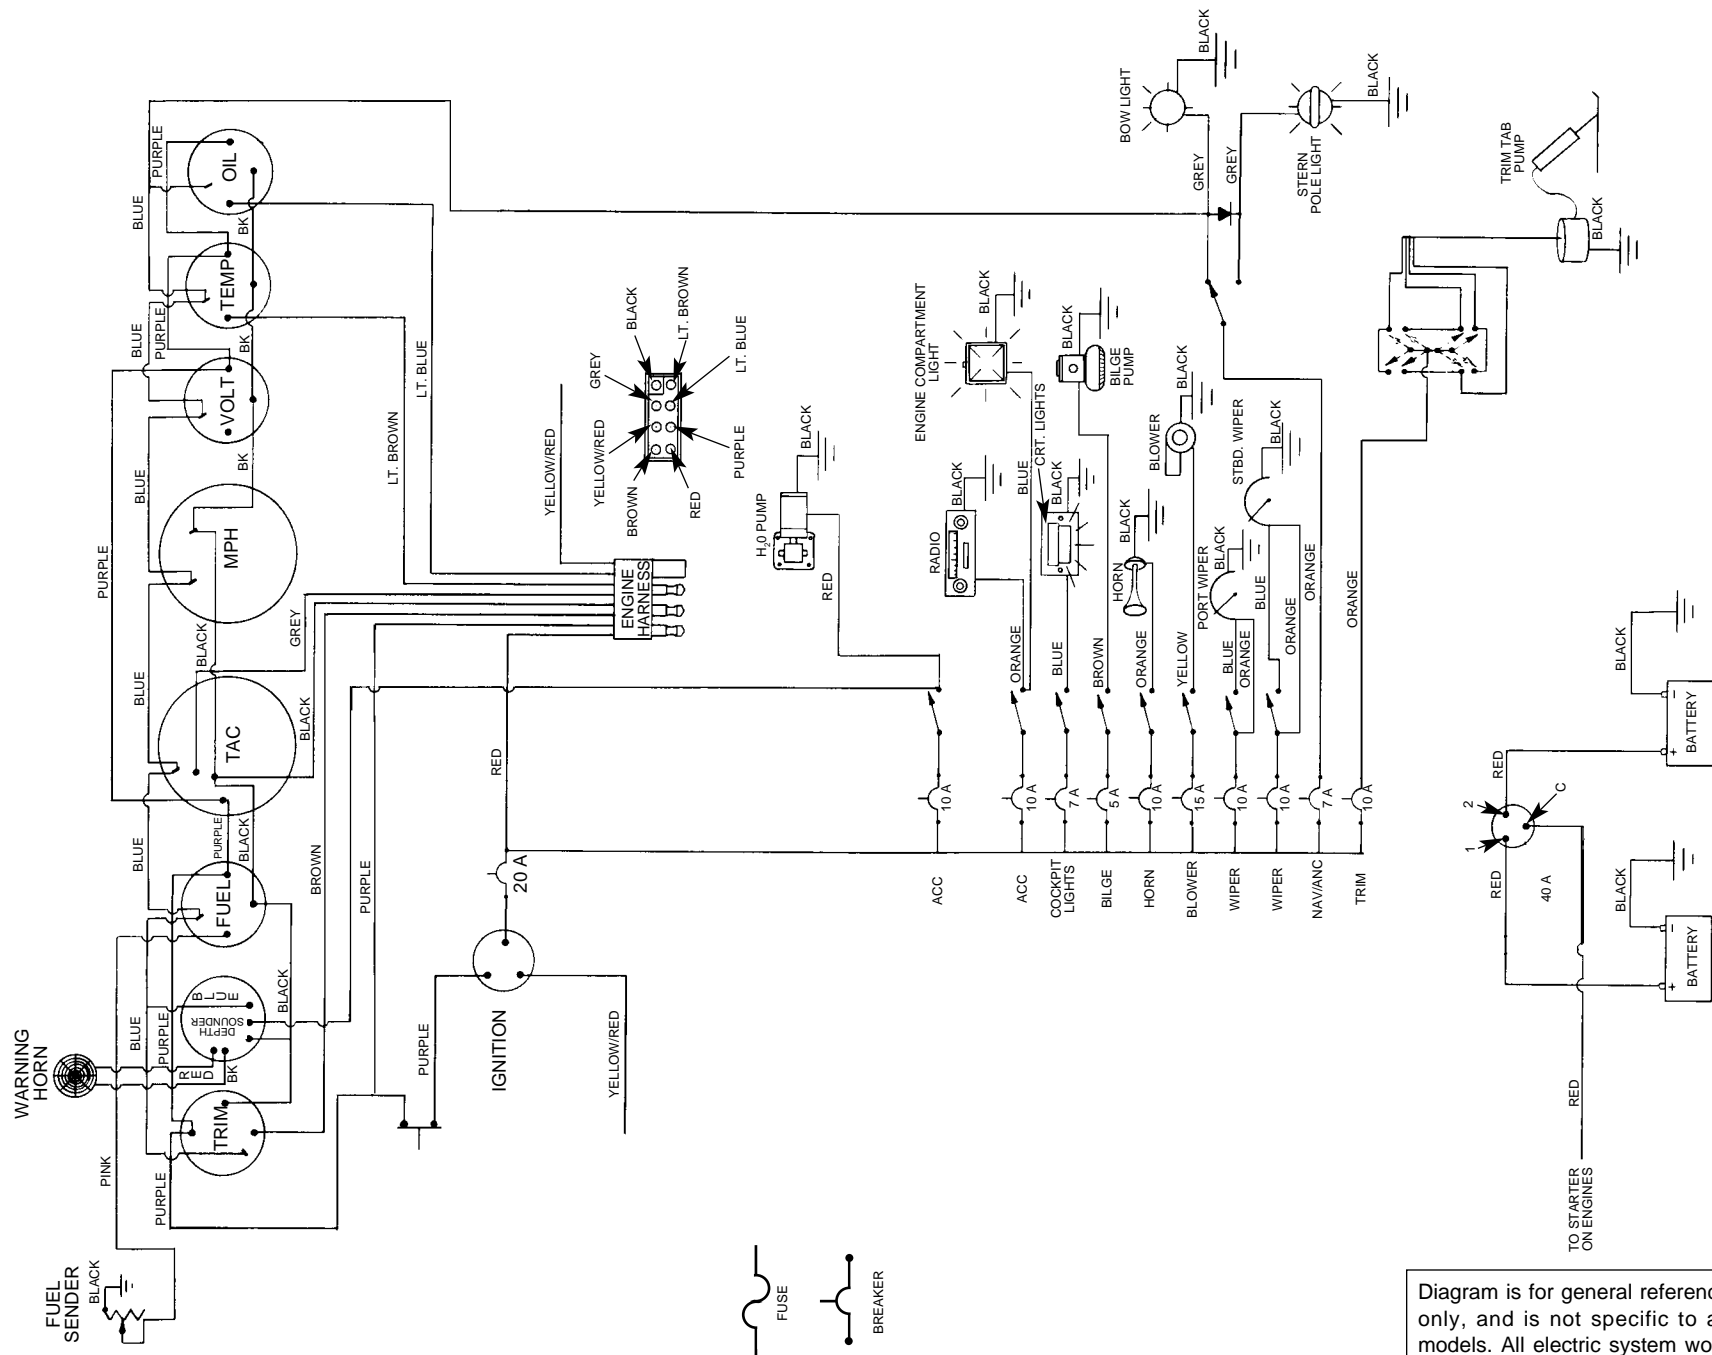 WARNING
HORN
FUEL
SENDER
BLACK
PINK
PURPLE
TRIM
BLUE
PURPLE
RED
BK
DEPTH
SOUNDER
BLUE
BLACK
FUEL
BLUE
PURPLE
BLACK
BROWN
PURPLE
TAC
BLUE
BLACK
BLACK
GREY
PURPLE
MPH
BLUE
BK
VOLT
BLUE
PURPLE
BK
TEMP
BLUE
BK
PURPLE
OIL
LT. BROWN
LT. BLUE
PURPLE
IGNITION
YELLOW/RED
20 A
RED
ENGINE
HARNESS
YELLOW/RED
BROWN
YELLOW/RED
GREY
BLACK
LT. BROWN
LT. BLUE
PURPLE
RED
H20 PUMP
BLACK
RED
ACC
10 A
ACC
10 A
ORANGE
RADIO
BLACK
ENGINE COMPARTMENT
LIGHT
BLACK
COCKPIT
LIGHTS
7 A
BLUE
BLUE
CRT. LIGHTS
BLACK
BILGE
5 A
BROWN
BLACK
BILGE
PUMP
HORN
10 A
ORANGE
HORN
BLACK
BLOWER
15 A
YELLOW
BLOWER
BLACK
WIPER
10 A
BLUE
ORANGE
PORT WIPER
BLACK
WIPER
10 A
ORANGE
BLUE
STBD. WIPER
BLACK
NAV/ANC
7 A
ORANGE
TRIM
10 A
ORANGE
BOW LIGHT
BLACK
GREY
GREY
STERN
POLE LIGHT
BLACK
TRIM TAB
PUMP
BLACK
1
2
C
40 A
RED
RED
BLACK
BATTERY
+
-
BLACK
BATTERY
+
-
RED
TO STARTER
ON ENGINES
FUSE
BREAKER
Diagram is for general referenc
only, and is not specific to a
models. All electric system wo